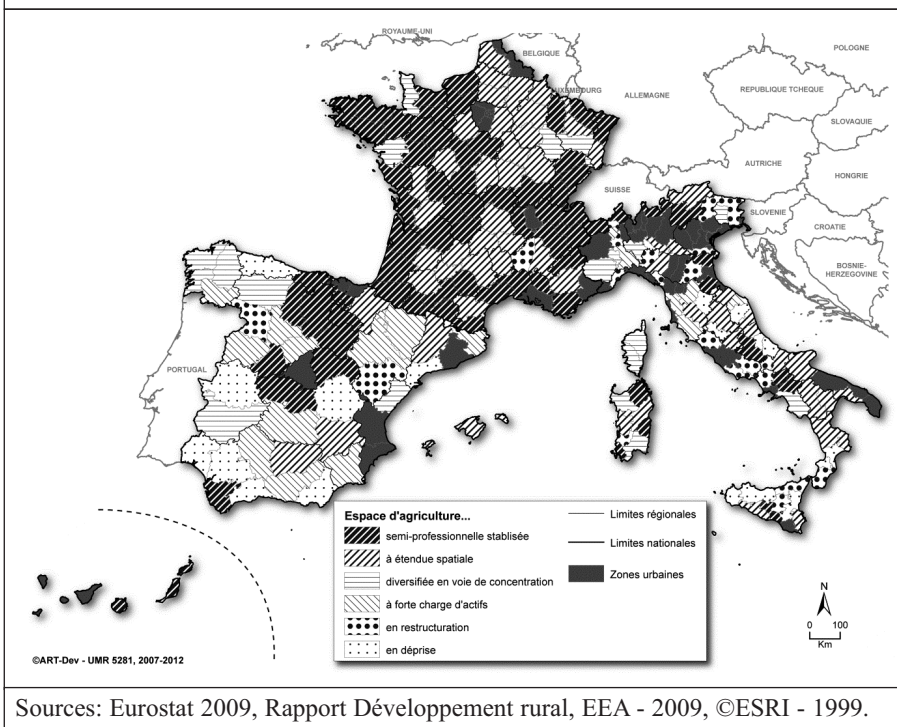 ROYAUME-UNI
BELGIQUE
POLOGNE
LUXEMBOURG
ALLEMAGNE
REPUBLIQUE TCHEQUE
SLOVAQUIE
AUTRICHE
HONGRIE
SUISSE
SLOVENIE
CROATIE
BOSNIE-
HERZEGOVINE
PORTUGAL
Espace d'agriculture...
semi-professionnelle stablisée
à étendue spatiale
diversifiée en voie de concentration
à forte charge d'actifs
en restructuration
en déprise
Limites régionales
Limites nationales
Zones urbaines
N
0 100
Km
©ART-Dev - UMR 5281, 2007-2012
Sources: Eurostat 2009, Rapport Développement rural, EEA - 2009, ©ESRI - 1999.